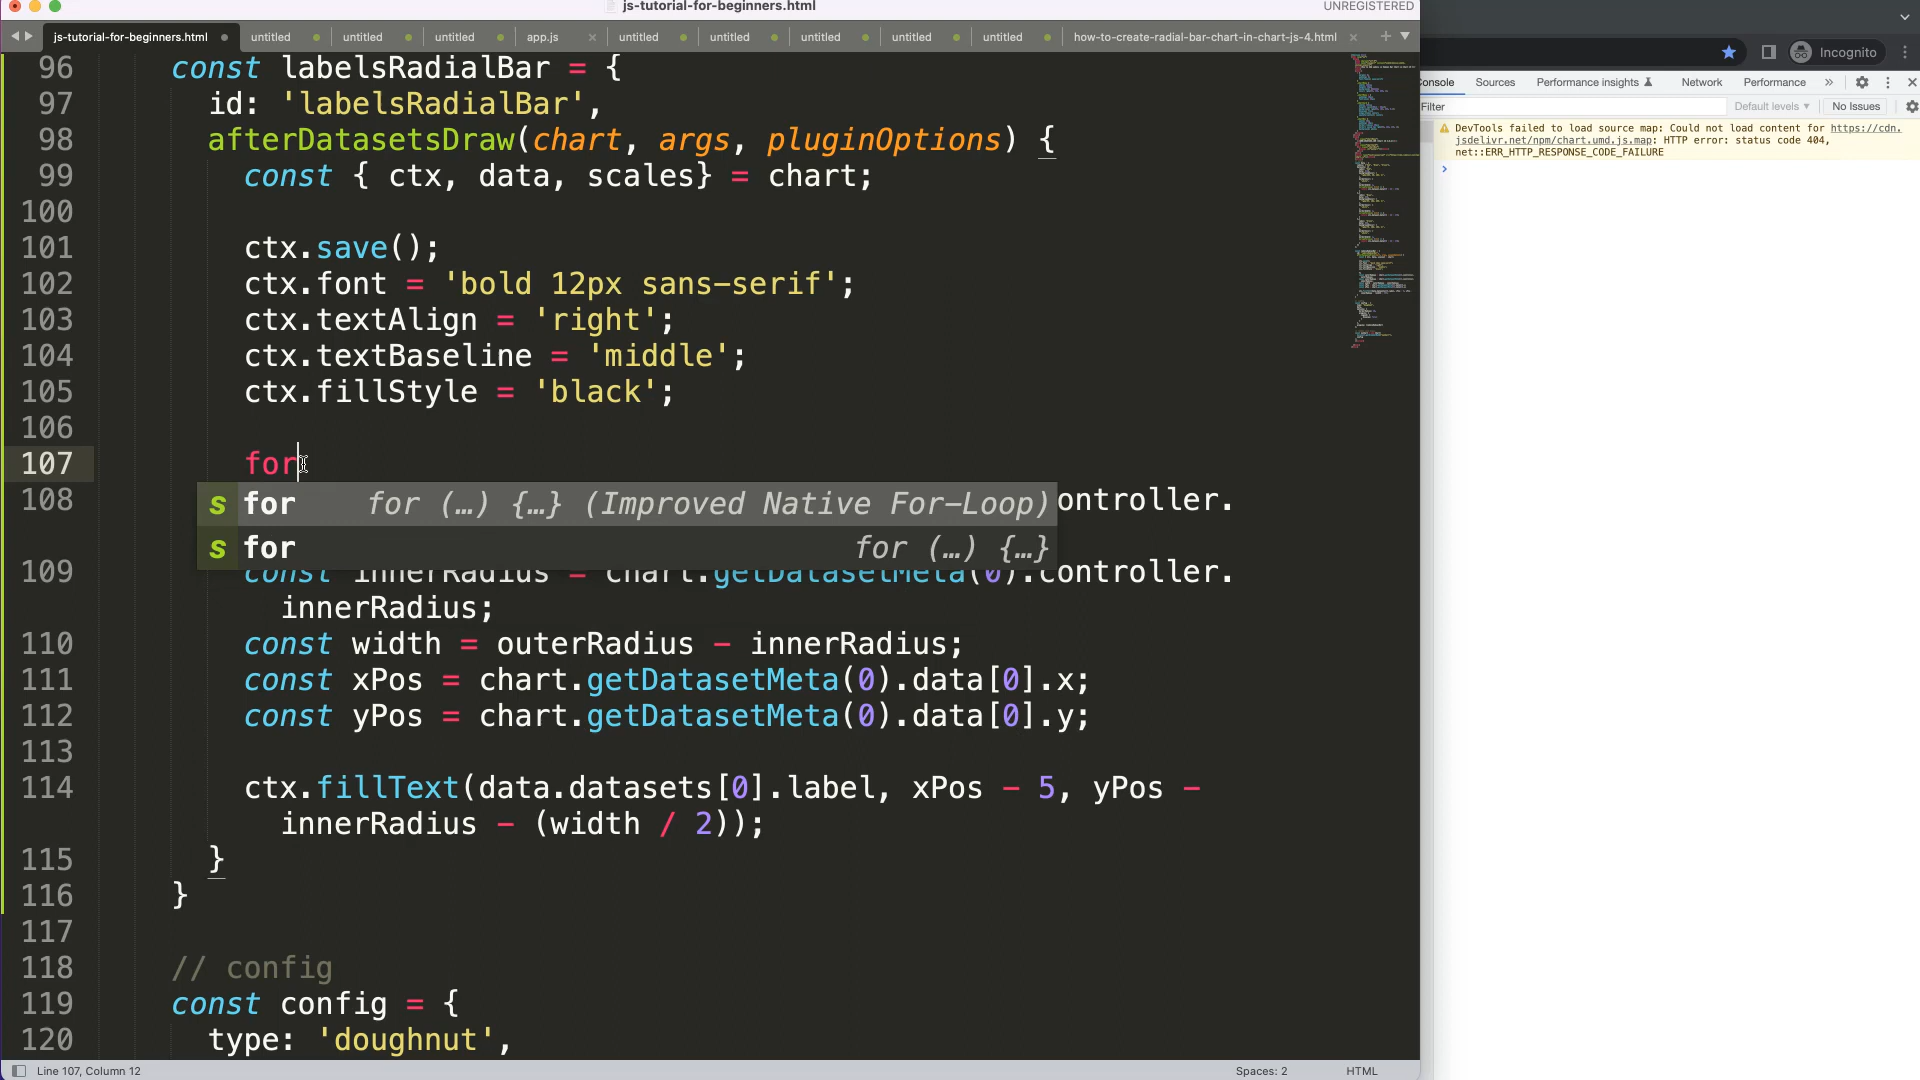 js-tutorial-for-beginners.html
UNREGISTERED
js-tutorial-for-beginners.html untitled untitled untitled app.js untitled untitled untitled untitled untitled how-to-create-radial-bar-chart-in-chart-js-4.html
96 const labelsRadialBar = {
97 id: 'labelsRadialBar',
98 afterDatasetsDraw(chart, args, pluginOptions) {
99 const { ctx, data, scales} = chart;
100
101 ctx.save();
102 ctx.font = 'bold 12px sans-serif';
103 ctx.textAlign = 'right';
104 ctx.textBaseline = 'middle';
105 ctx.fillStyle = 'black';
106
107 for
s for for (…) {…} (Improved Native For-Loop)
s for for (…) {…}
108 ontroller.
109 const innerRadius = chart.getDatasetMeta(0).controller.
innerRadius;
110 const width = outerRadius - innerRadius;
111 const xPos = chart.getDatasetMeta(0).data[0].x;
112 const yPos = chart.getDatasetMeta(0).data[0].y;
113
114 ctx.fillText(data.datasets[0].label, xPos - 5, yPos -
innerRadius - (width / 2));
115 }
116 }
117
118 // config
119 const config = {
120 type: 'doughnut',
Line 107, Column 12
Spaces: 2
HTML
Incognito
onsole Sources Performance insights Network Performance »
Filter Default levels ▾ No Issues
DevTools failed to load source map: Could not load content for https://cdn.
jsdelivr.net/npm/chart.umd.js.map: HTTP error: status code 404,
net::ERR_HTTP_RESPONSE_CODE_FAILURE